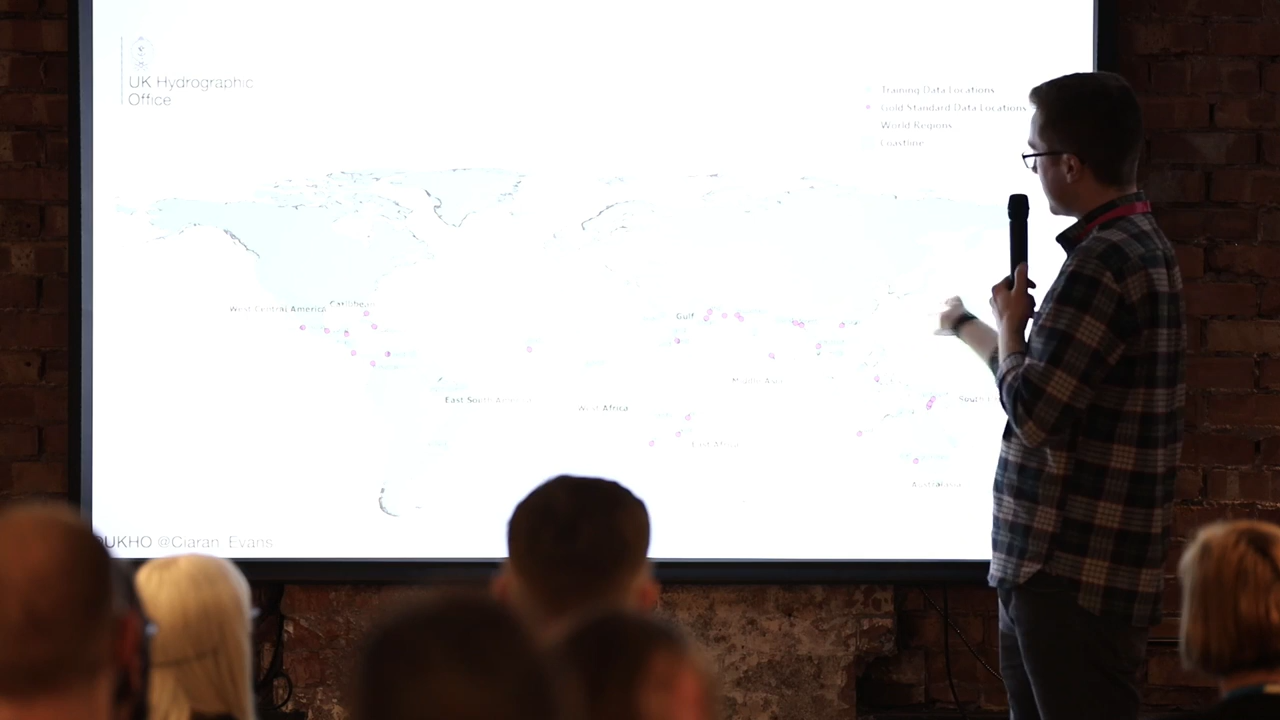 UK Hydrographic
Office
Training Data Locations
Gold Standard Data Locations
World Regions
Coastline
West Central America
Caribbean
Gulf
Middle Asia
East South America
West Africa
South
East Africa
Australasia
UKHO @Ciaran_Evans